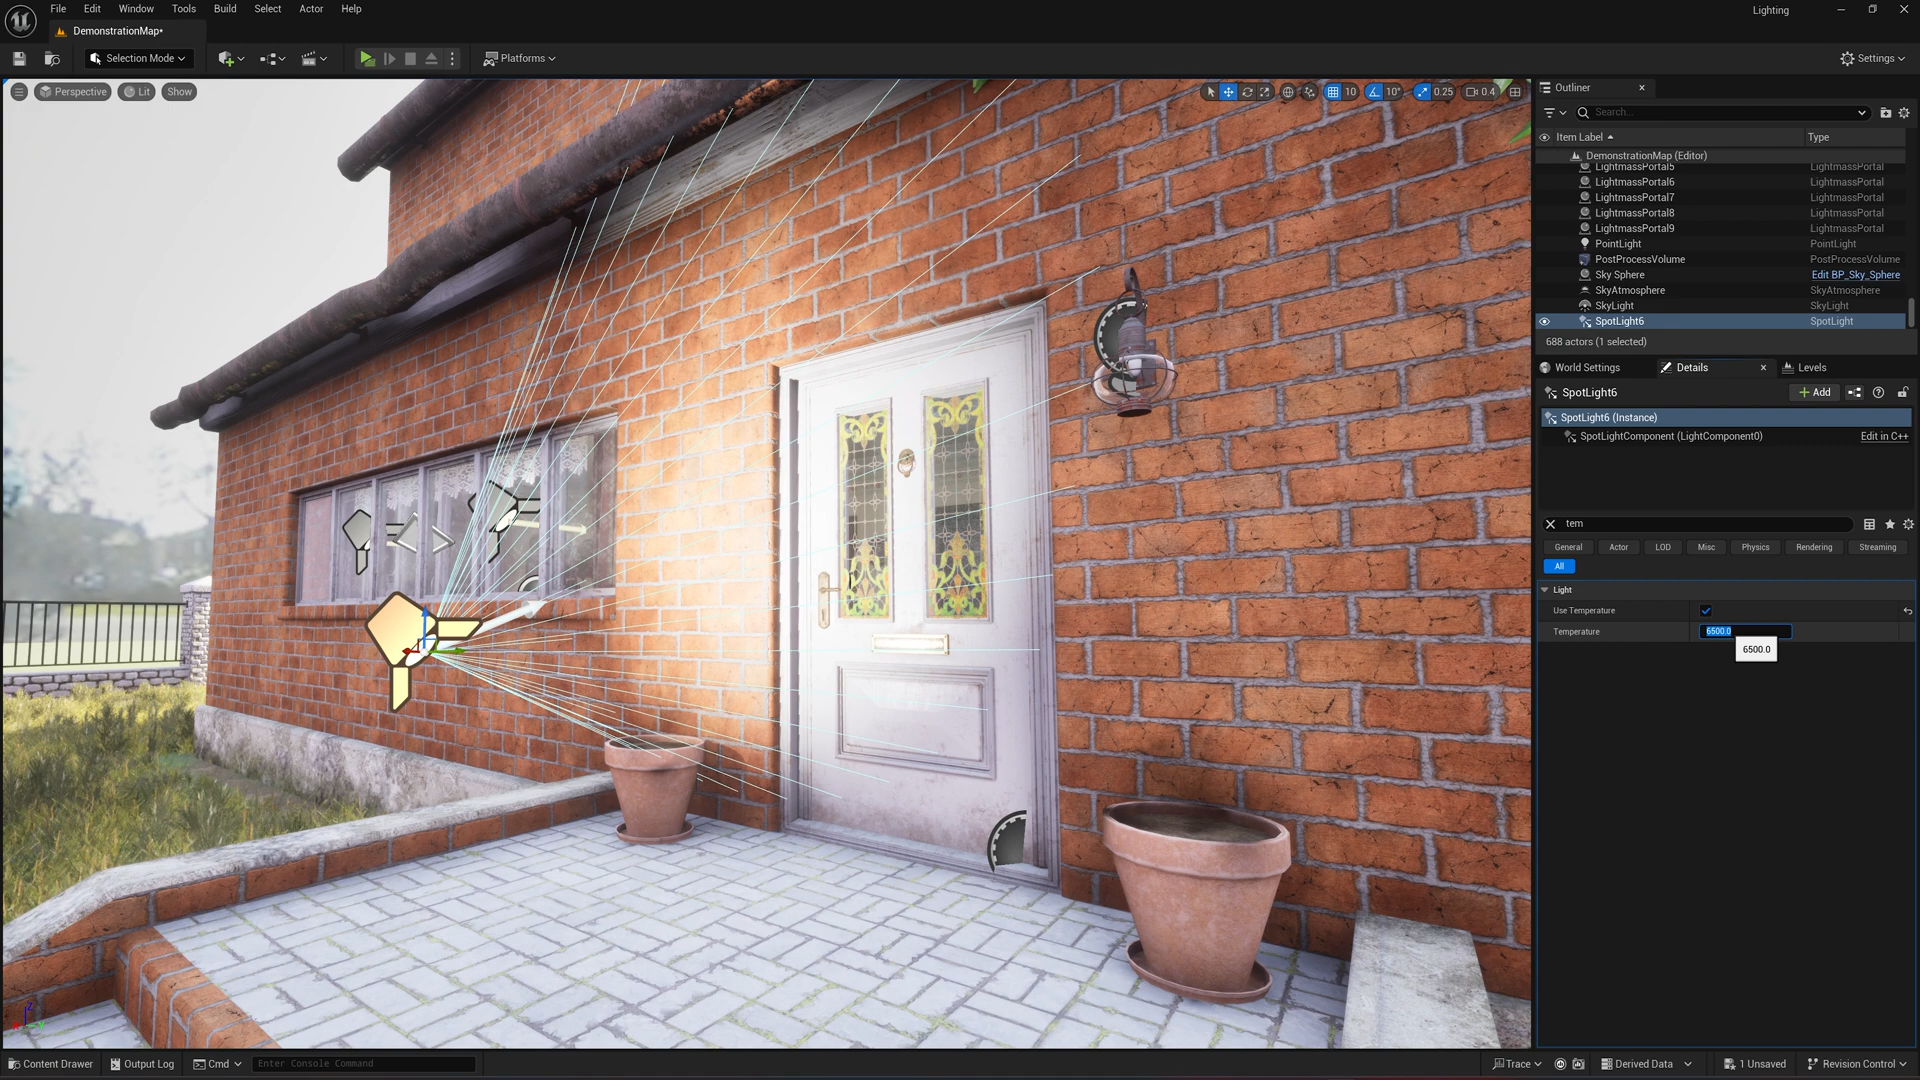 File Edit Window Tools Build Select Actor Help
Lighting
DemonstrationMap•
Selection Mode
Platforms
Settings
Perspective Lit Show
10 10° 0.25 0.4
Outliner
Search...
Item Label Type
DemonstrationMap (Editor)
LightmassPortal5 LightmassPortal
LightmassPortal6 LightmassPortal
LightmassPortal7 LightmassPortal
LightmassPortal8 LightmassPortal
LightmassPortal9 LightmassPortal
PointLight PointLight
PostProcessVolume PostProcessVolume
Sky Sphere Edit BP_Sky_Sphere
SkyAtmosphere SkyAtmosphere
SkyLight SkyLight
SpotLight6 SpotLight
688 actors (1 selected)
World Settings Details Levels
SpotLight6 Add
SpotLight6 (Instance)
SpotLightComponent (LightComponent0) Edit in C++
tem
General Actor LOD Misc Physics Rendering Streaming
All
Light
Use Temperature
Temperature 6500.0
6500.0
Content Drawer Output Log Cmd Enter Console Command Trace Derived Data 1 Unsaved Revision Control